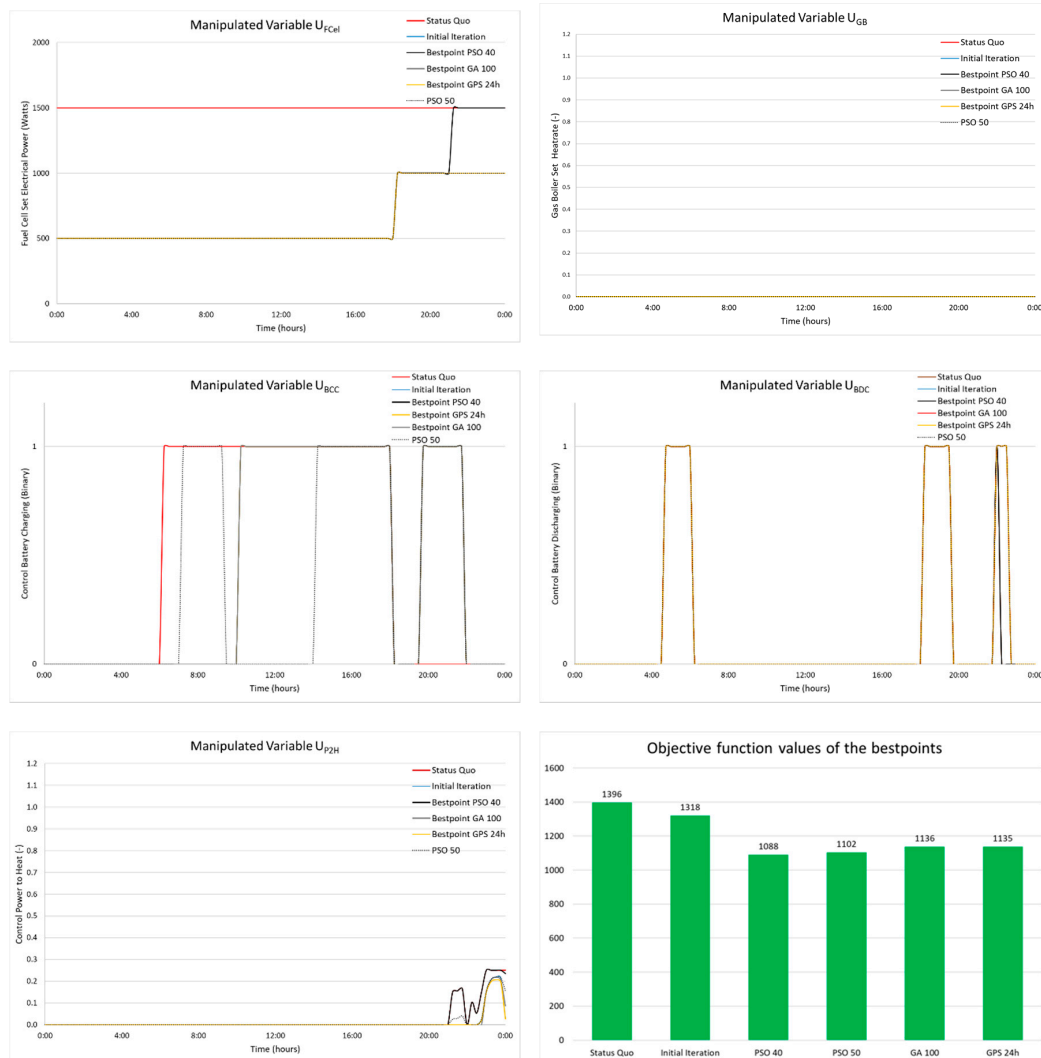 Manipulated Variable UFCel
Status Quo
Initial Iteration
Bestpoint PSO 40
Bestpoint GA 100
Bestpoint GPS 24h
PSO 50
Fuel Cell Set Electrical Power (Watts)
2000
1500
1000
500
0
0:00 4:00 8:00 12:00 16:00 20:00 0:00
Time (hours)
Manipulated Variable UGB
Status Quo
Initial Iteration
Bestpoint PSO 40
Bestpoint GA 100
Bestpoint GPS 24h
PSO 50
Gas Boiler Set Heatrate (-)
1.2
1.1
1.0
0.9
0.8
0.7
0.6
0.5
0.4
0.3
0.2
0.1
0.0
0:00 4:00 8:00 12:00 16:00 20:00 0:00
Time (hours)
Manipulated Variable UBCC
Status Quo
Initial Iteration
Bestpoint PSO 40
Bestpoint GPS 24h
Bestpoint GA 100
PSO 50
Control Battery Charging (Binary)
1
0
0:00 4:00 8:00 12:00 16:00 20:00 0:00
Time (hours)
Manipulated Variable UBDC
Status Quo
Initial Iteration
Bestpoint PSO 40
Bestpoint GA 100
Bestpoint GPS 24h
PSO 50
Control Battery Discharging (Binary)
1
0
0:00 4:00 8:00 12:00 16:00 20:00 0:00
Time (hours)
Manipulated Variable UP2H
Status Quo
Initial Iteration
Bestpoint PSO 40
Bestpoint GA 100
Bestpoint GPS 24h
PSO 50
Control Power to Heat (-)
1.2
1.1
1.0
0.9
0.8
0.7
0.6
0.5
0.4
0.3
0.2
0.1
0.0
0:00 4:00 8:00 12:00 16:00 20:00 0:00
Time (hours)
Objective function values of the bestpoints
1600
1400
1200
1000
800
600
400
200
0
1396 1318 1088 1102 1136 1135
Status Quo Initial Iteration PSO 40 PSO 50 GA 100 GPS 24h